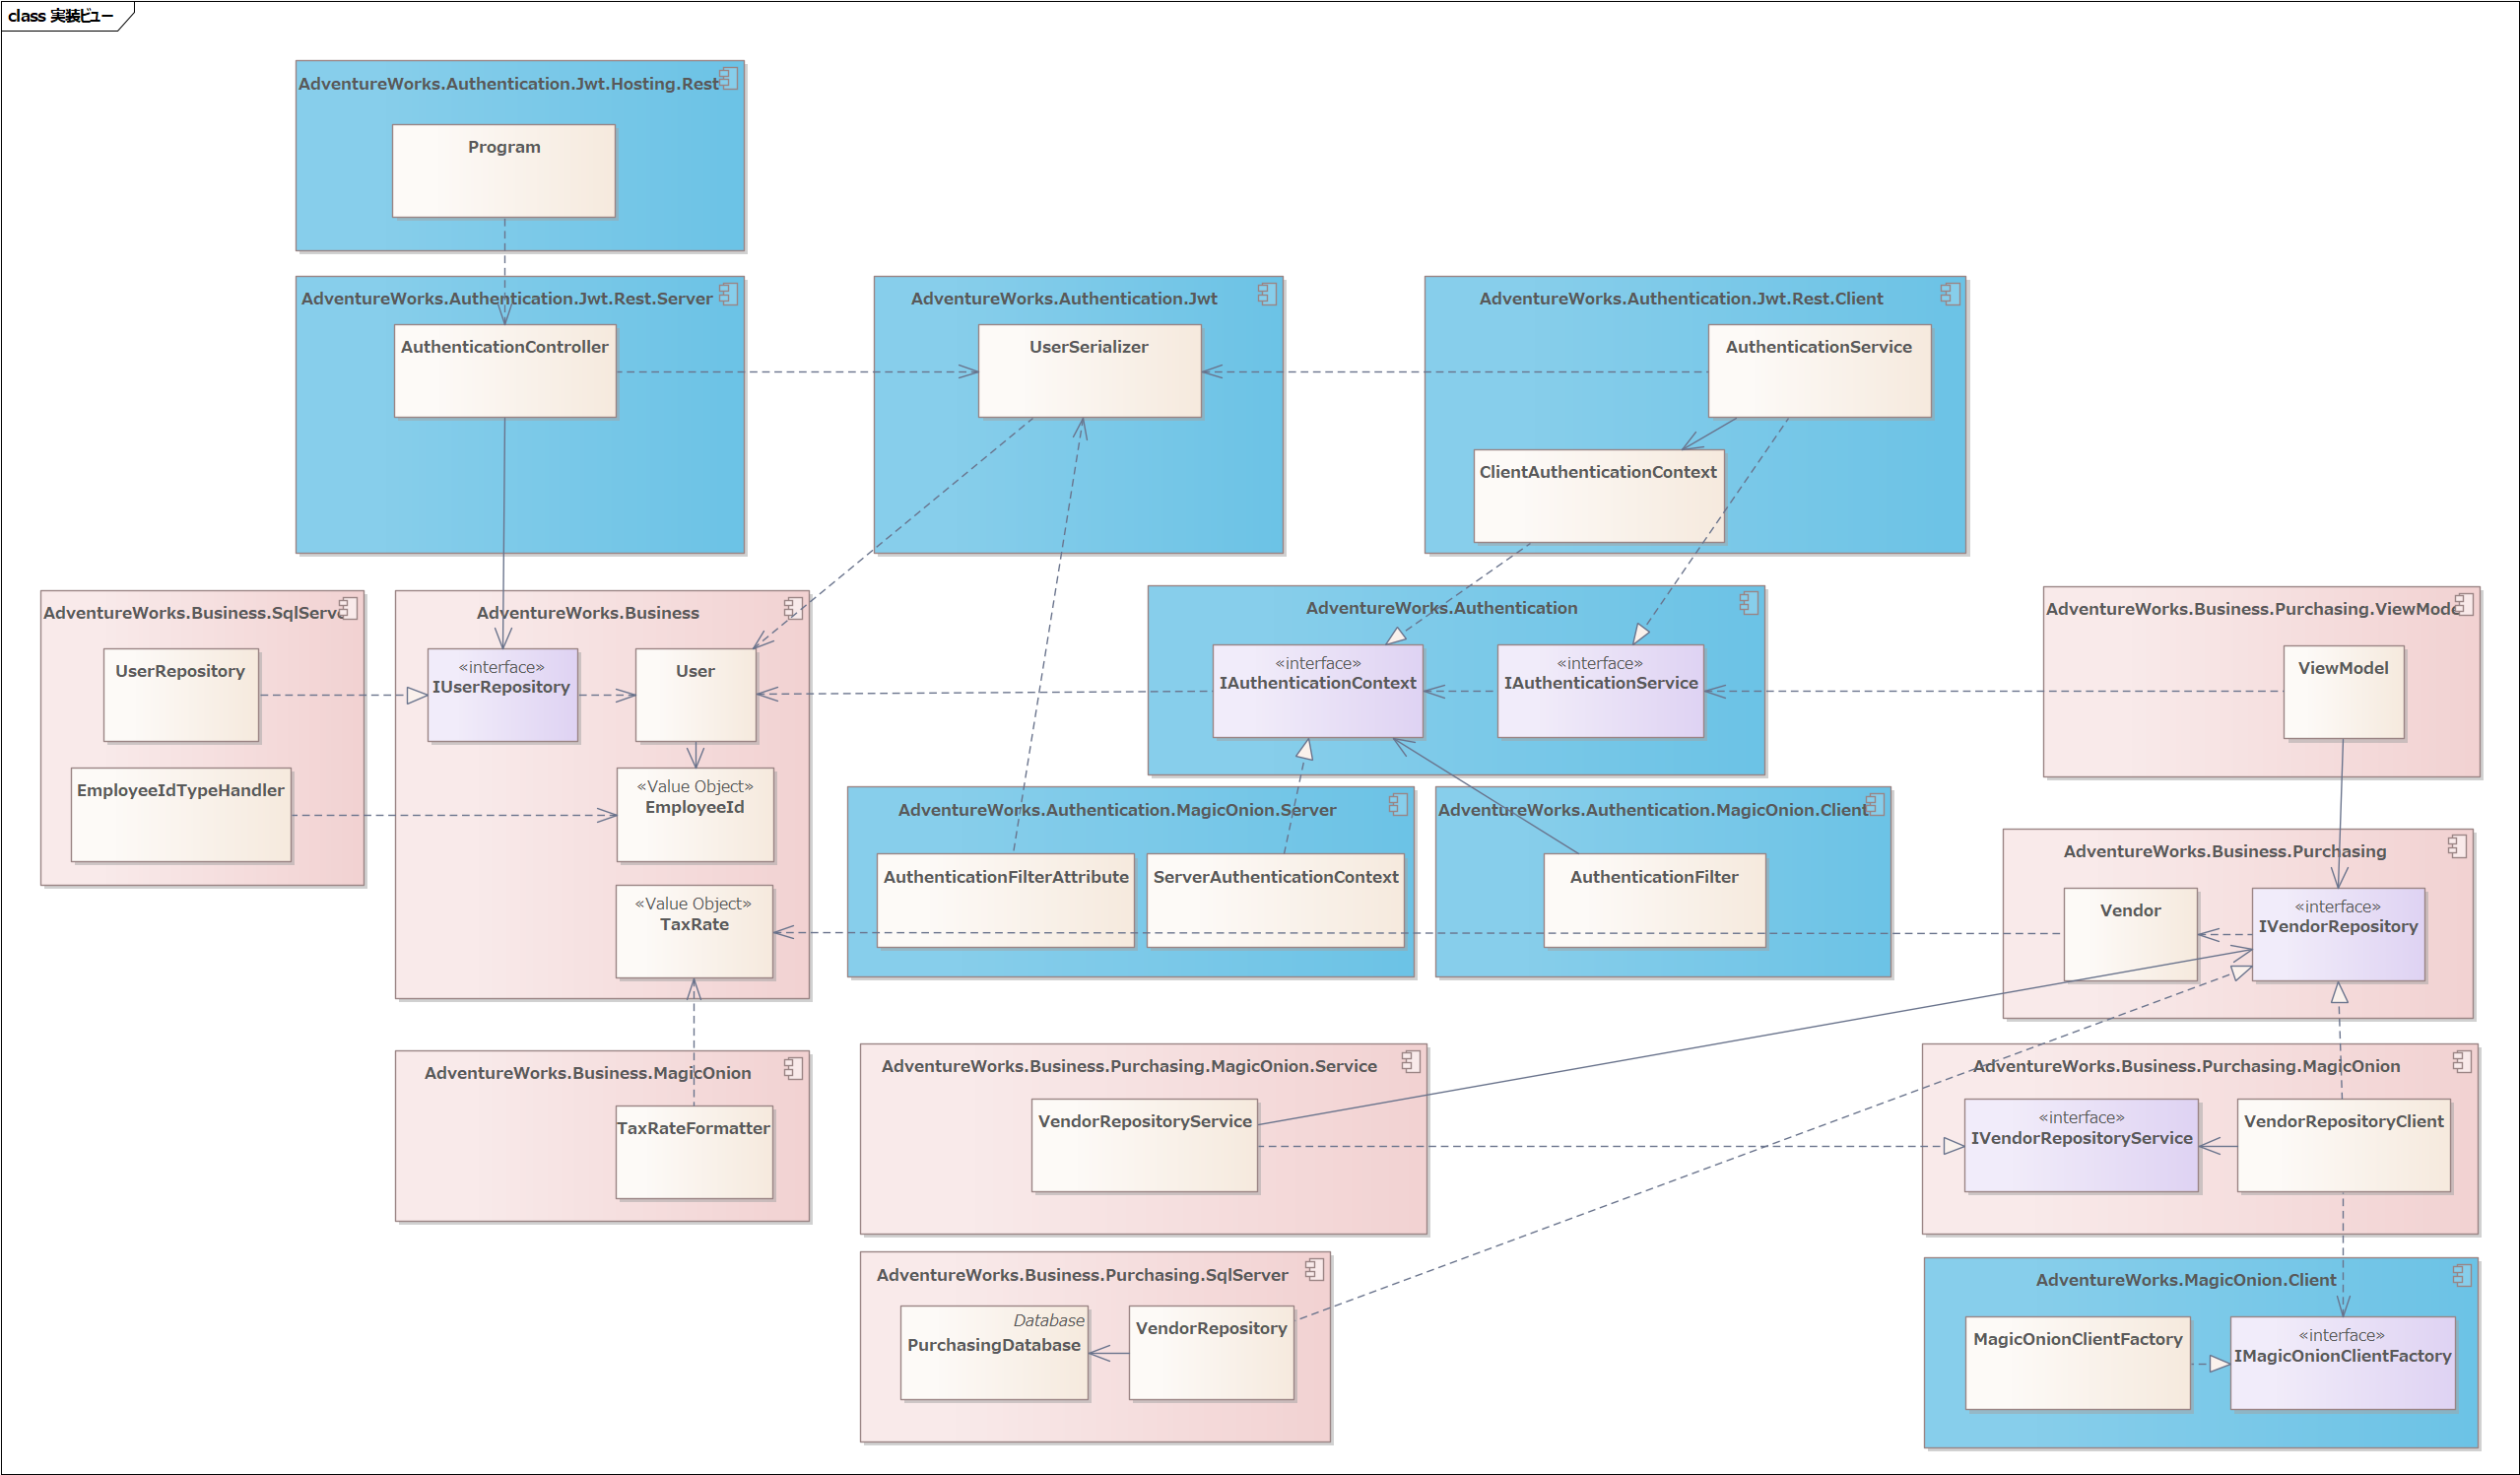 class 実装ビュー
AdventureWorks.Authentication.Jwt.Hosting.Rest
Program
AdventureWorks.Authentication.Jwt.Rest.Server
AuthenticationController
AdventureWorks.Authentication.Jwt
UserSerializer
AdventureWorks.Authentication.Jwt.Rest.Client
AuthenticationService
ClientAuthenticationContext
AdventureWorks.Business.SqlServe
UserRepository
EmployeeIdTypeHandler
AdventureWorks.Business
«interface»
IUserRepository
User
«Value Object»
EmployeeId
«Value Object»
TaxRate
AdventureWorks.Authentication
«interface»
IAuthenticationContext
«interface»
IAuthenticationService
AdventureWorks.Business.Purchasing.ViewMode
ViewModel
AdventureWorks.Authentication.MagicOnion.Server
AuthenticationFilterAttribute
ServerAuthenticationContext
AdventureWorks.Authentication.MagicOnion.Client
AuthenticationFilter
AdventureWorks.Business.Purchasing
Vendor
«interface»
IVendorRepository
AdventureWorks.Business.MagicOnion
TaxRateFormatter
AdventureWorks.Business.Purchasing.MagicOnion.Service
VendorRepositoryService
AdventureWorks.Business.Purchasing.MagicOnion
«interface»
IVendorRepositoryService
VendorRepositoryClient
AdventureWorks.Business.Purchasing.SqlServer
Database
PurchasingDatabase
VendorRepository
AdventureWorks.MagicOnion.Client
MagicOnionClientFactory
«interface»
IMagicOnionClientFactory